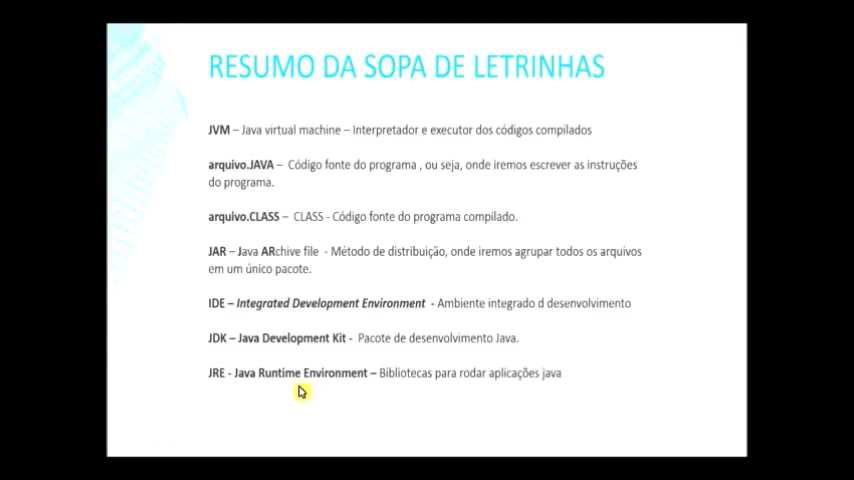 RESUMO DA SOPA DE LETRINHAS
JVM – Java virtual machine – Interpretador e executor dos códigos compilados
arquivo.JAVA – Código fonte do programa , ou seja, onde iremos escrever as instruções
do programa.
arquivo.CLASS – CLASS - Código fonte do programa compilado.
JAR – Java ARchive file - Método de distribuição, onde iremos agrupar todos os arquivos
em um único pacote.
IDE – Integrated Development Environment - Ambiente integrado d desenvolvimento
JDK – Java Development Kit - Pacote de desenvolvimento Java.
JRE - Java Runtime Environment – Bibliotecas para rodar aplicações java